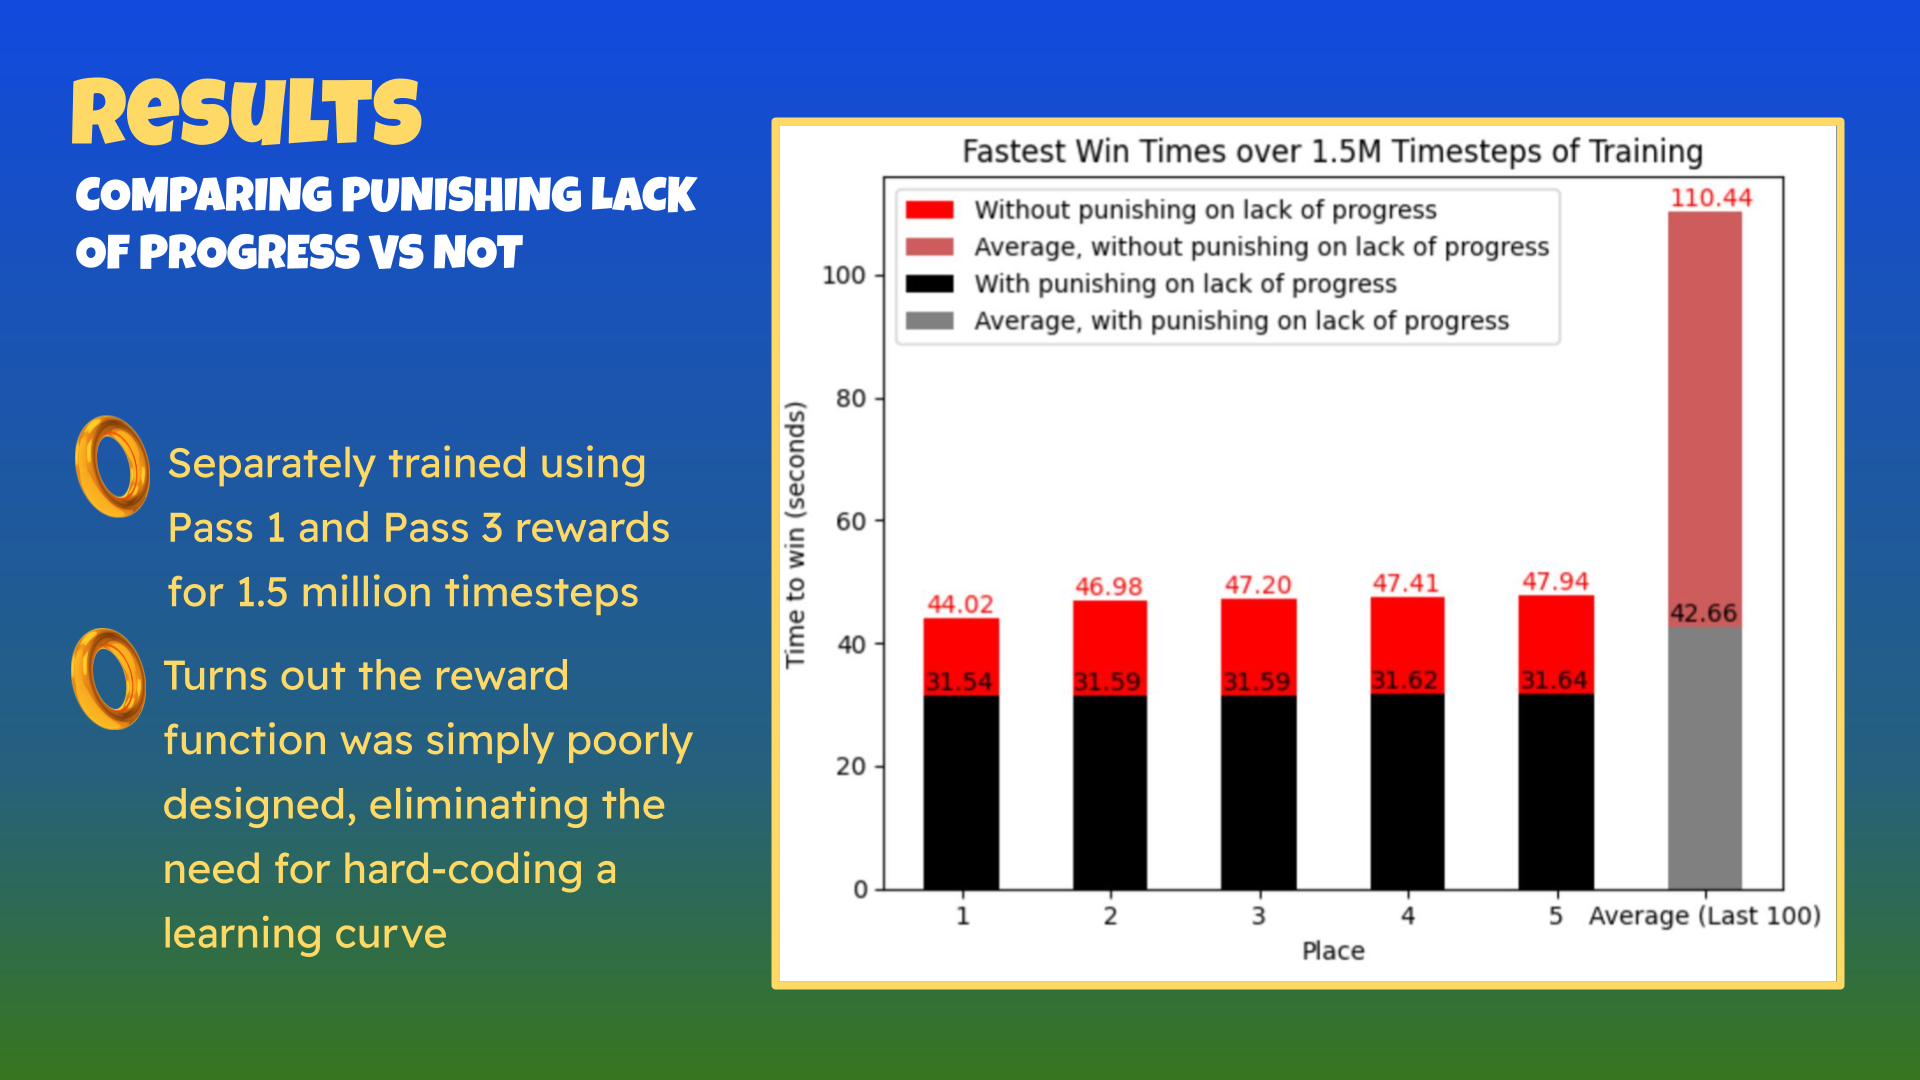 Results
COMPARING PUNISHING LACK
OF PROGRESS VS NOT
Separately trained using
Pass 1 and Pass 3 rewards
for 1.5 million timesteps
Turns out the reward
function was simply poorly
designed, eliminating the
need for hard-coding a
learning curve
Fastest Win Times over 1.5M Timesteps of Training
Without punishing on lack of progress
Average, without punishing on lack of progress
With punishing on lack of progress
Average, with punishing on lack of progress
Time to win (seconds)
100
80
60
40
20
0
44.02
46.98
47.20
47.41
47.94
110.44
31.54
31.59
31.59
31.62
31.64
42.66
1
2
3
4
5
Average (Last 100)
Place